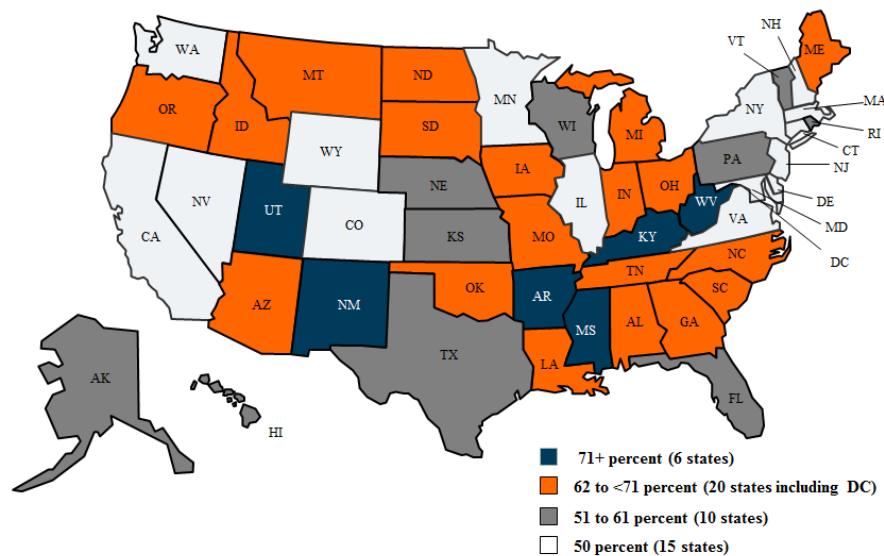 NH
WA
VT
ME
MT
ND
MN
OR
NY
MA
ID
SD
WI
MI
RI
WY
CT
PA
IA
NJ
NE
NV
OH
IN
IL
DE
UT
WV
CO
VA
MD
CA
KS
MO
KY
DC
NC
TN
OK
AZ
NM
AR
SC
MS
AL
GA
TX
LA
AK
FL
HI
71+ percent (6 states)
62 to <71 percent (20 states including DC)
51 to 61 percent (10 states)
50 percent (15 states)